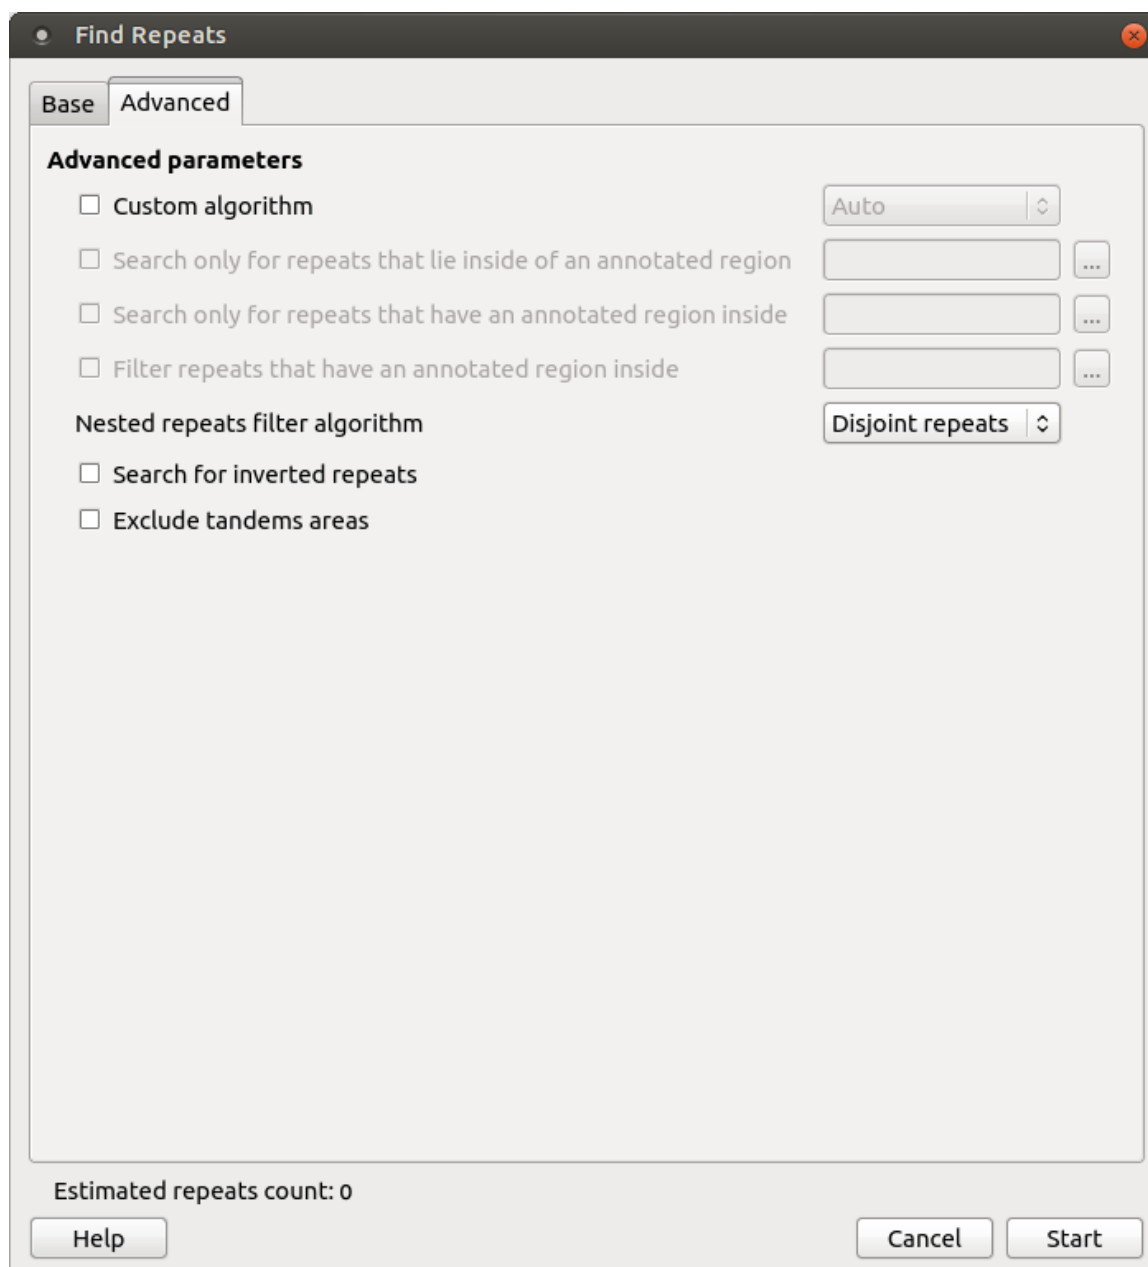 Find Repeats
Base Advanced
Advanced parameters
Custom algorithm Auto
Search only for repeats that lie inside of an annotated region ...
Search only for repeats that have an annotated region inside ...
Filter repeats that have an annotated region inside ...
Nested repeats filter algorithm Disjoint repeats
Search for inverted repeats
Exclude tandems areas
Estimated repeats count: 0
Help Cancel Start